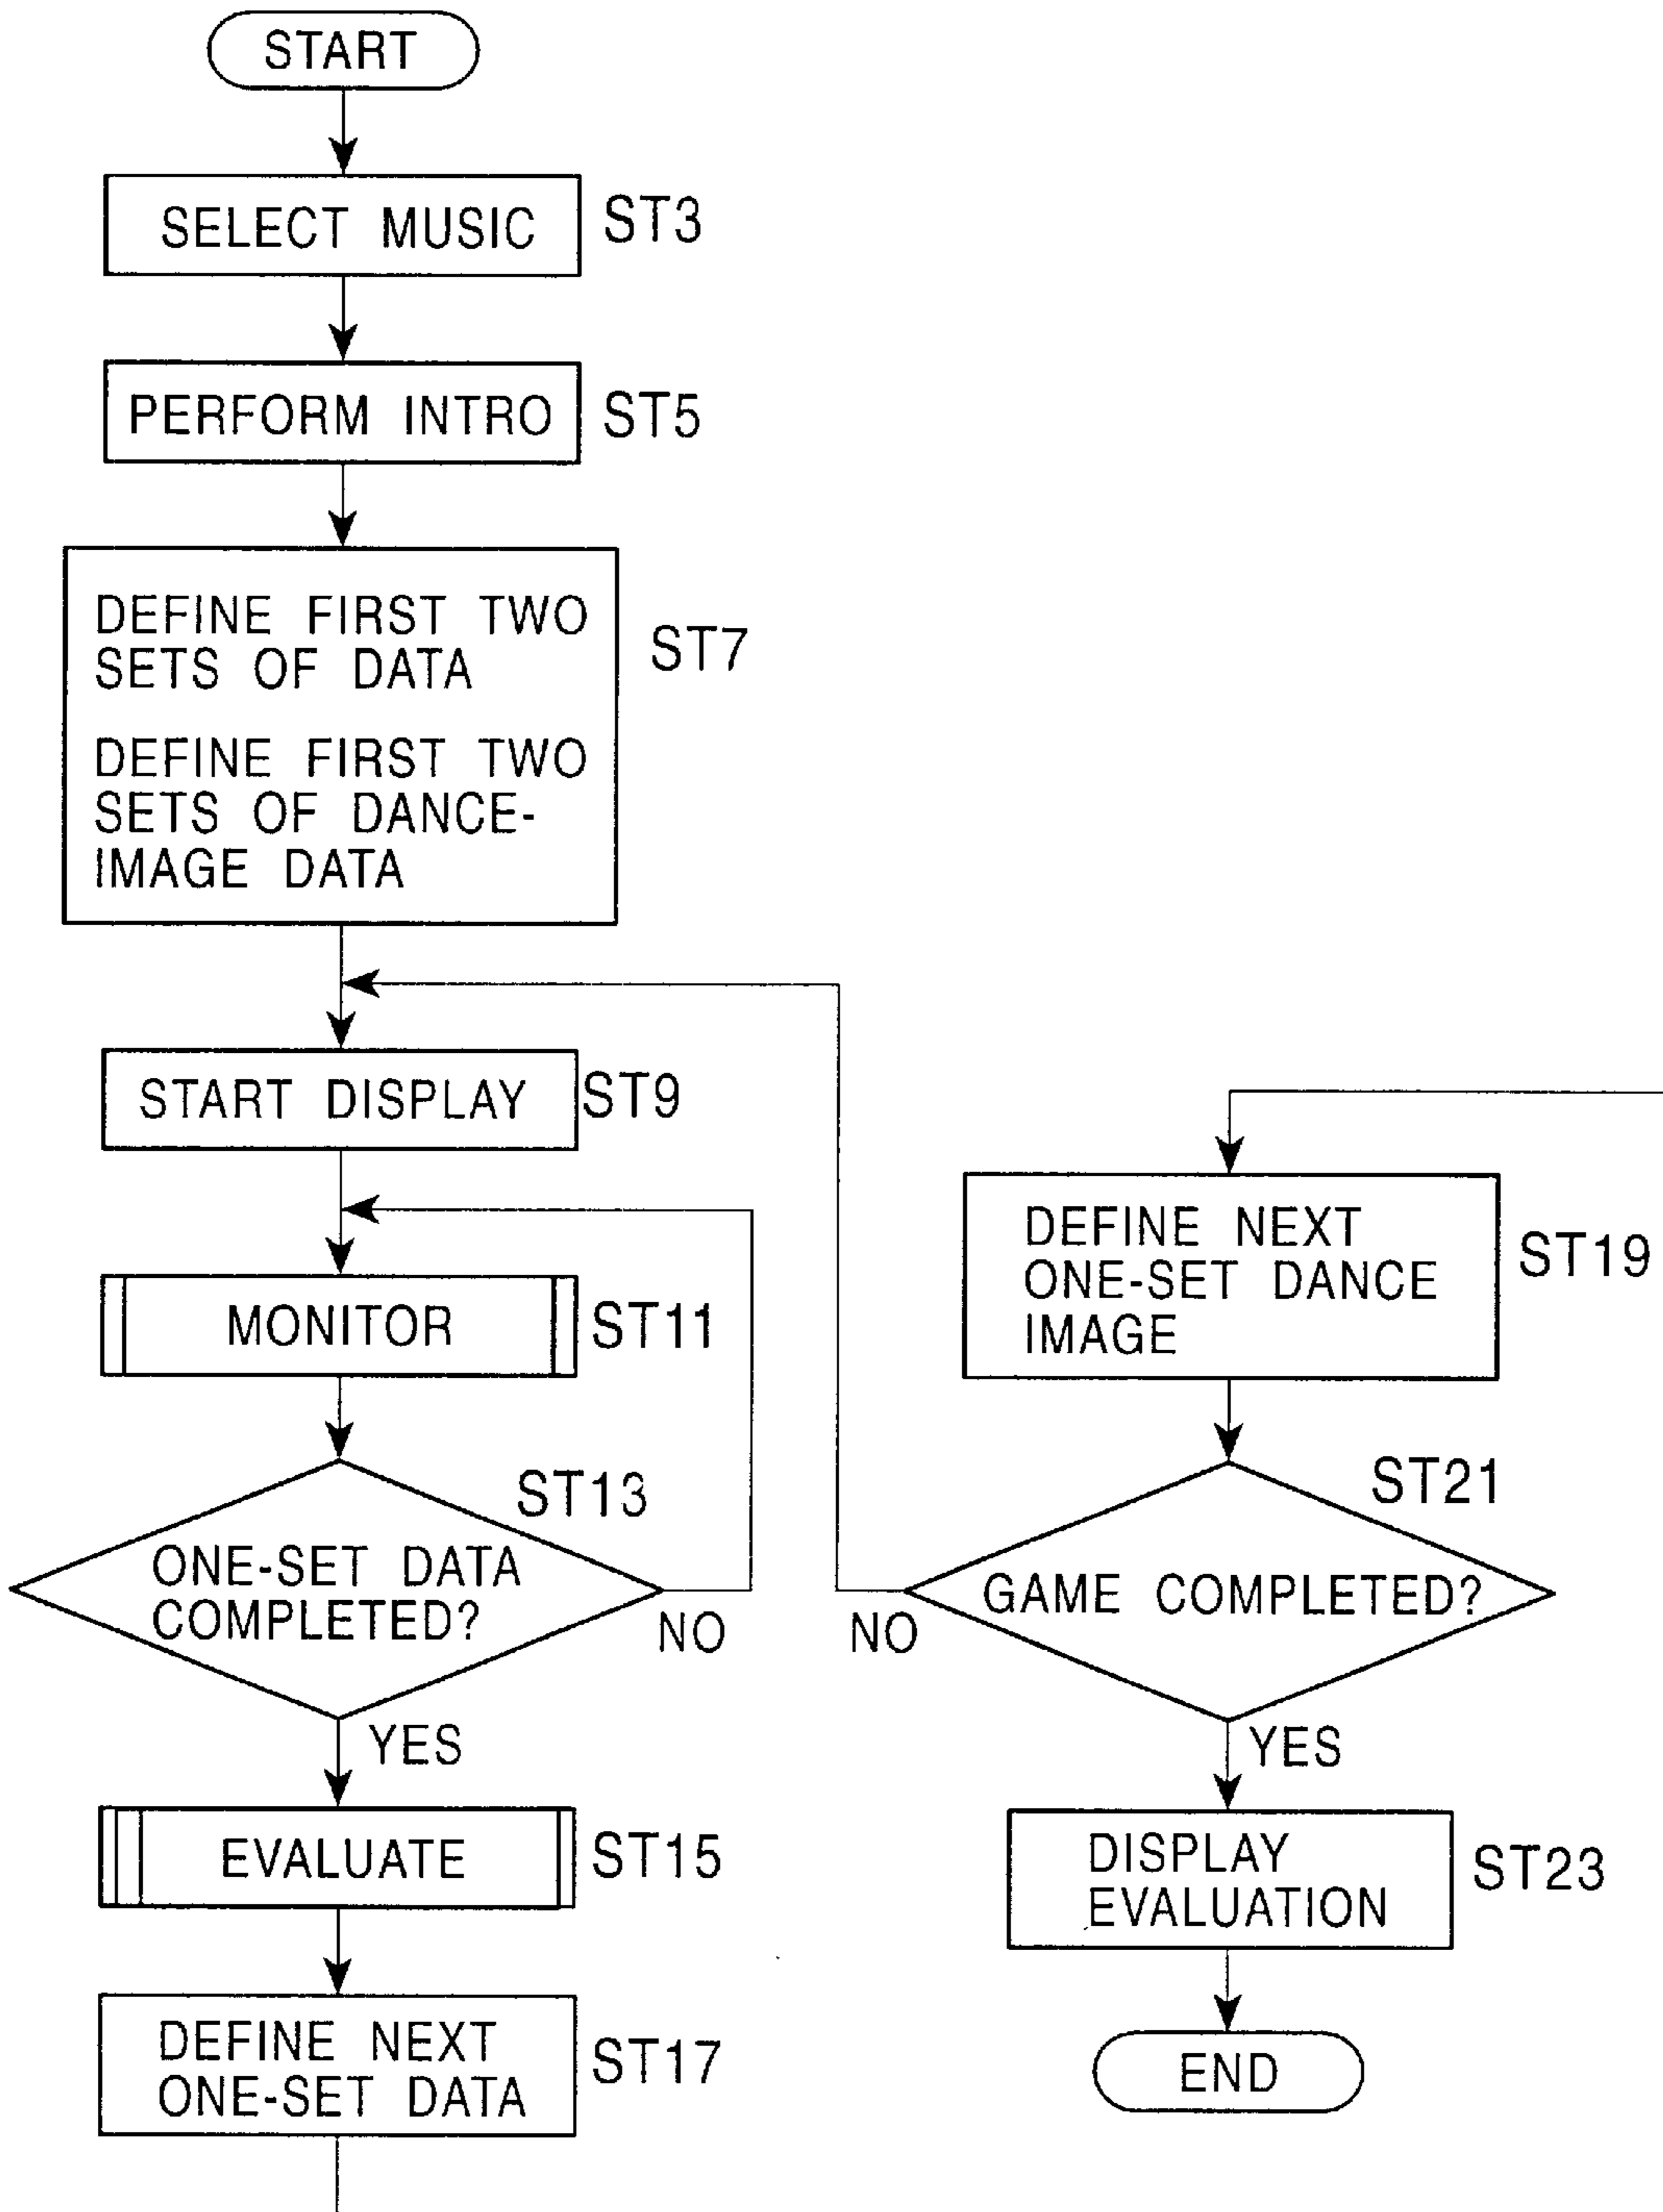 START
SELECT MUSIC
ST3
PERFORM INTRO
ST5
DEFINE FIRST TWO
SETS OF DATA
DEFINE FIRST TWO
SETS OF DANCE-
IMAGE DATA
ST7
START DISPLAY
ST9
MONITOR
ST11
ST13
ONE-SET DATA
COMPLETED?
NO
YES
EVALUATE
ST15
DEFINE NEXT
ONE-SET DATA
ST17
DEFINE NEXT
ONE-SET DANCE
IMAGE
ST19
ST21
GAME COMPLETED?
NO
YES
DISPLAY
EVALUATION
ST23
END